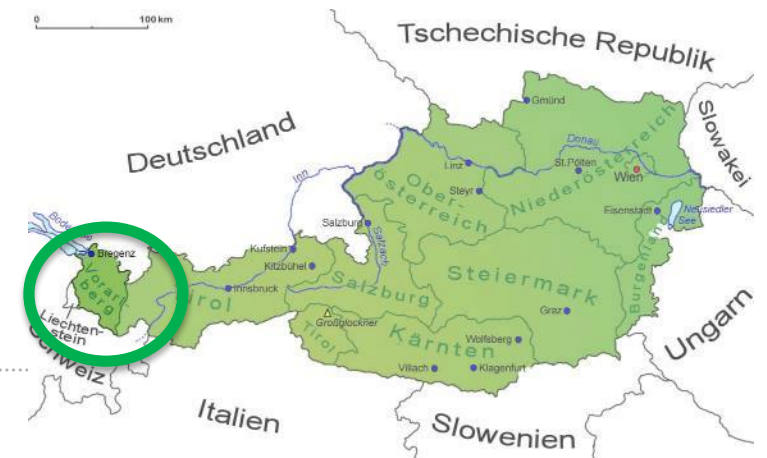 0 100 km
Tschechische Republik
Deutschland
Slowakei
Gmünd
Donau
Linz
St.Pölten
Wien
Ober-
österreich
Niederösterreich
Steyr
Inn
Eisenstadt
Neusiedler
See
Burgenland
Salzburg
Salzach
Bregenz
Vorarl
berg
Kufstein
Kitzbühel
Innsbruck
Tirol
Salzburg
Steiermark
Graz
Liechten-
stein
Schweiz
Großglockner
Tirol
Kärnten
Wolfsberg
Villach
Klagenfurt
Ungarn
Italien
Slowenien